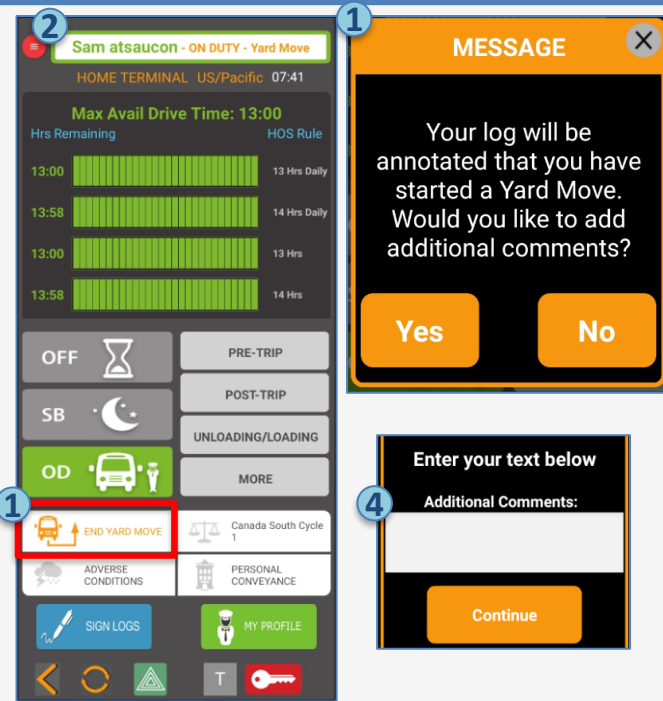 2
Sam atsaucon - ON DUTY - Yard Move
HOME TERMINAL US/Pacific 07:41
Max Avail Drive Time: 13:00
Hrs Remaining HOS Rule
13:00 13 Hrs Daily
13:58 14 Hrs Daily
13:00 13 Hrs
13:58 14 Hrs
OFF
SB
OD
PRE-TRIP
POST-TRIP
UNLOADING/LOADING
MORE
1
END YARD MOVE
Canada South Cycle
1
ADVERSE
CONDITIONS
PERSONAL
CONVEYANCE
SIGN LOGS
MY PROFILE
T
1
MESSAGE
X
Your log will be
annotated that you have
started a Yard Move.
Would you like to add
additional comments?
Yes No
Enter your text below
4
Additional Comments:
Continue